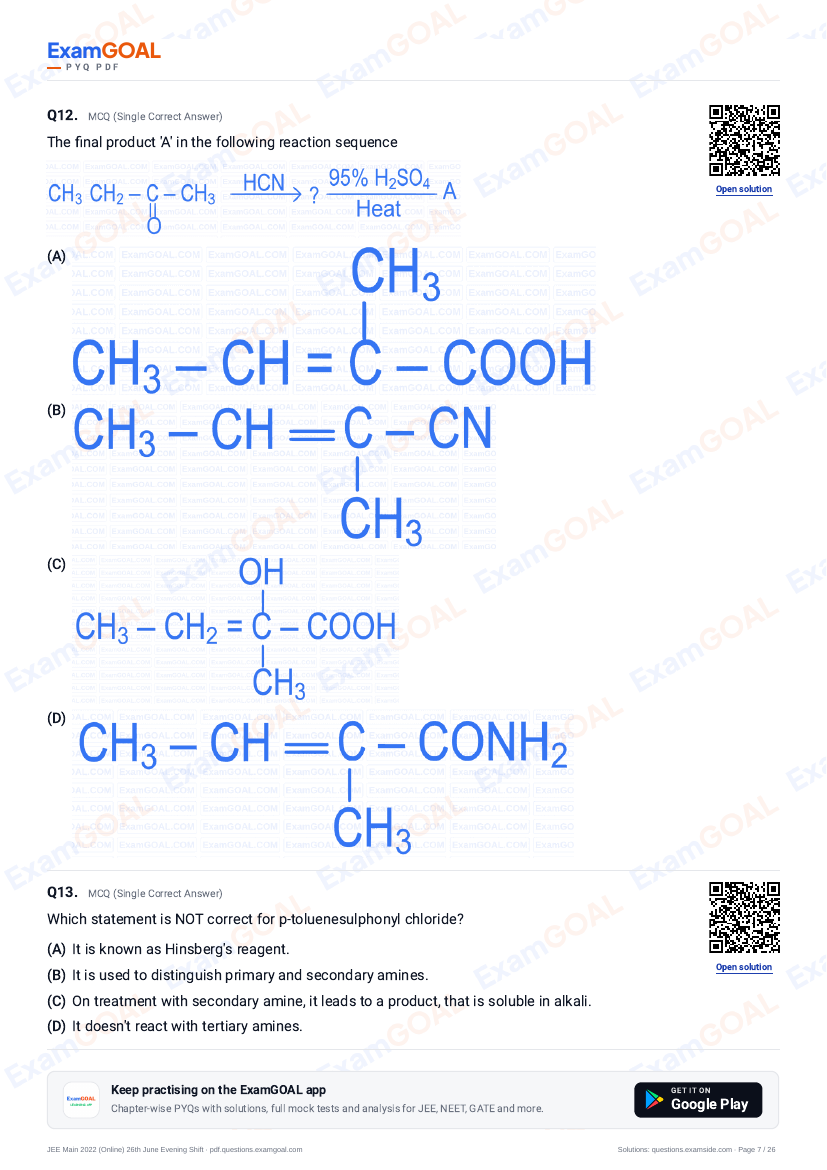 ExamGOAL
PYQ PDF
Q12. MCQ (Single Correct Answer)
The final product 'A' in the following reaction sequence
CH₃ CH₂ – C – CH₃ HCN ? 95% H₂SO₄ A
Heat
O
Open solution
(A)
CH₃
CH₃ – CH = C – COOH
(B)
CH₃ – CH = C – CN
CH₃
(C)
OH
CH₃ – CH₂ = C – COOH
CH₃
(D)
CH₃ – CH = C – CONH₂
CH₃
Q13. MCQ (Single Correct Answer)
Which statement is NOT correct for p-toluenesulphonyl chloride?
(A) It is known as Hinsberg's reagent.
(B) It is used to distinguish primary and secondary amines.
(C) On treatment with secondary amine, it leads to a product, that is soluble in alkali.
(D) It doesn't react with tertiary amines.
Open solution
Keep practising on the ExamGOAL app
Chapter-wise PYQs with solutions, full mock tests and analysis for JEE, NEET, GATE and more.
GET IT ON
Google Play
JEE Main 2022 (Online) 26th June Evening Shift · pdf.questions.examgoal.com
Solutions: questions.examside.com · Page 7 / 26